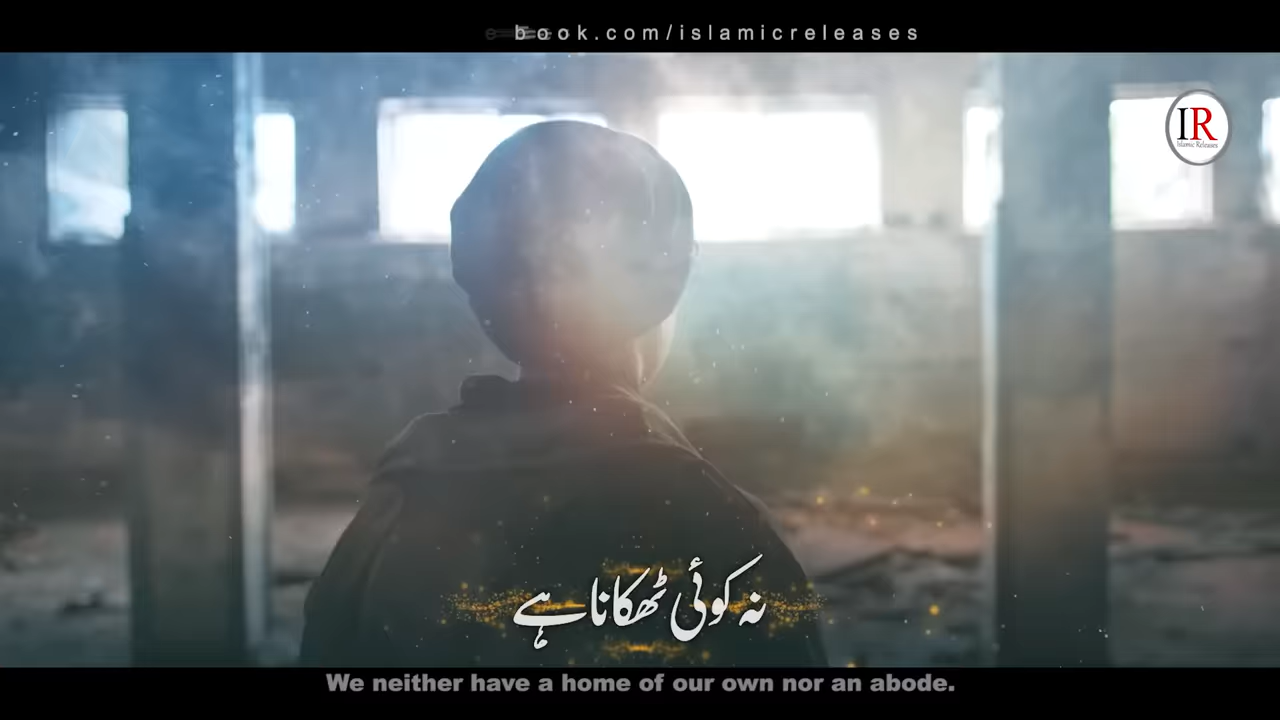 book.com/islamicreleases
IR
Islamic Releases
نہ کوئی ٹھکانا ہے
We neither have a home of our own nor an abode.